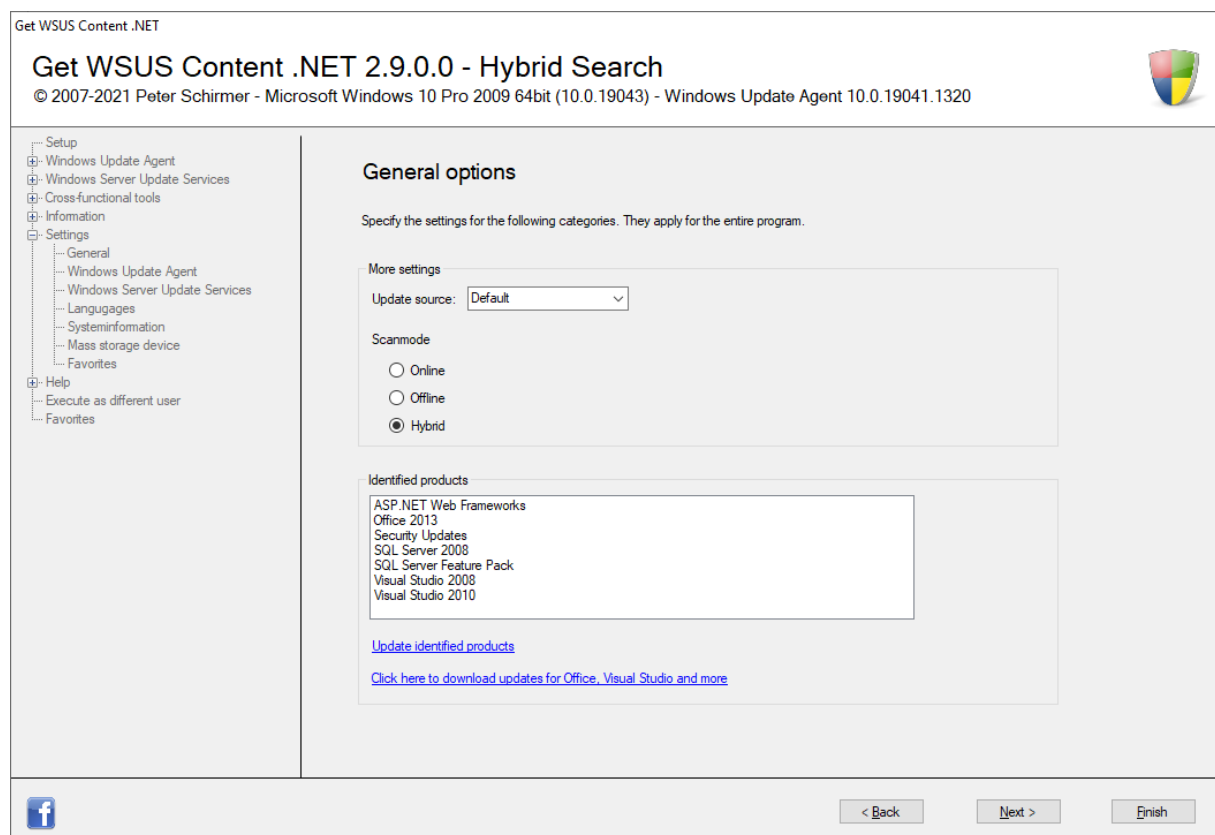 Get WSUS Content .NET
Get WSUS Content .NET 2.9.0.0 - Hybrid Search
© 2007-2021 Peter Schirmer - Microsoft Windows 10 Pro 2009 64bit (10.0.19043) - Windows Update Agent 10.0.19041.1320
Setup
Windows Update Agent
Windows Server Update Services
Cross-functional tools
Information
Settings
General
Windows Update Agent
Windows Server Update Services
Langugages
Systeminformation
Mass storage device
Favorites
Help
Execute as different user
Favorites
General options
Specify the settings for the following categories. They apply for the entire program.
More settings
Update source: Default
Scanmode
Online
Offline
Hybrid
Identified products
ASP.NET Web Frameworks
Office 2013
Security Updates
SQL Server 2008
SQL Server Feature Pack
Visual Studio 2008
Visual Studio 2010
Update identified products
Click here to download updates for Office, Visual Studio and more
f
< Back Next > Finish